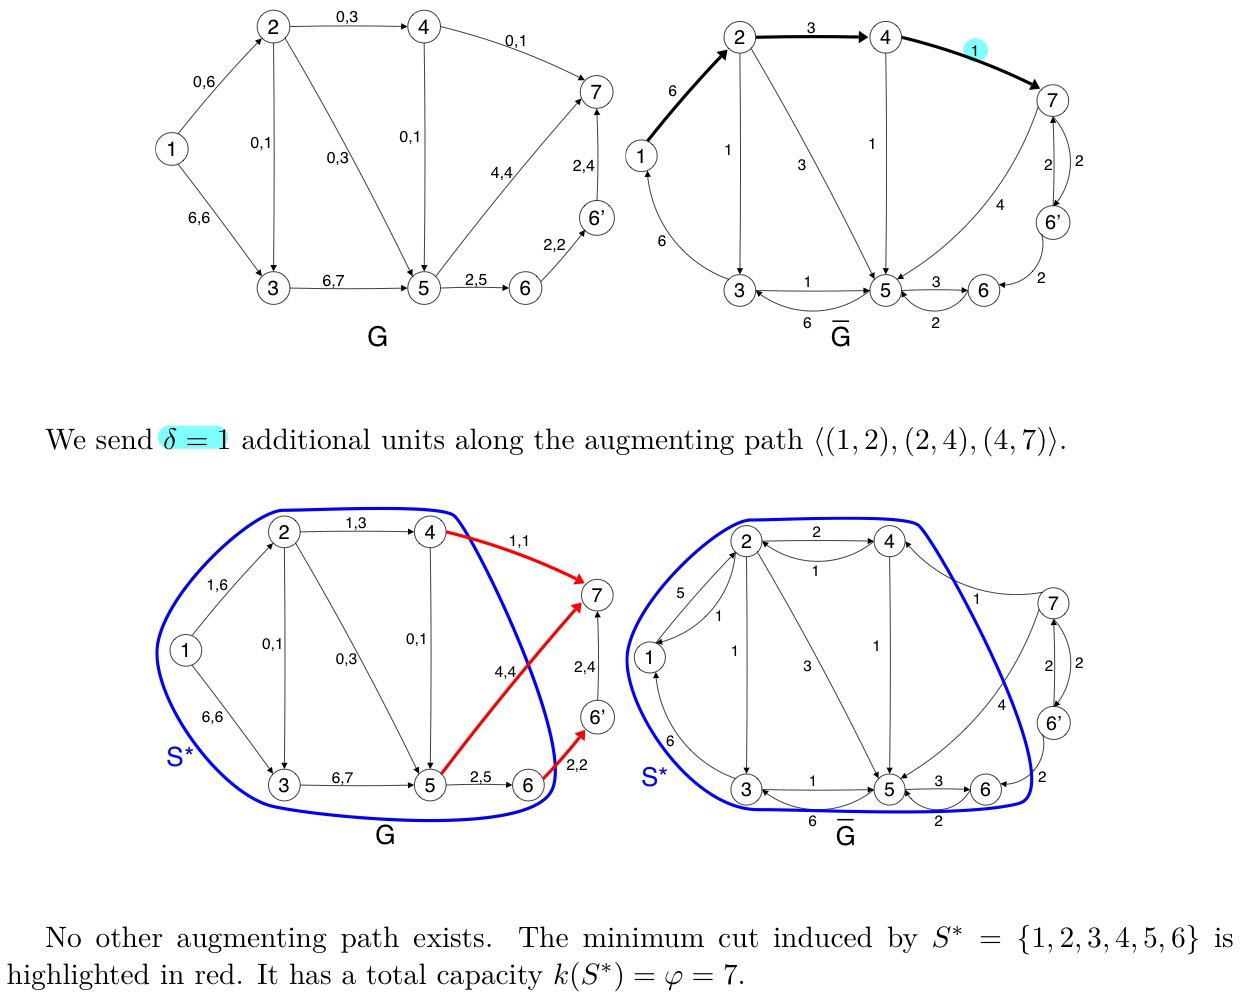 2 0,3 4 0,1
0,6 7
1 0,1 0,3 0,1 4,4 2,4
6,6 6'
2,2
3 6,7 5 2,5 6
G
2 3 4 1
6 7
1 1 3 1 2 2
4
6 6'
2
3 1 5 3 6
6 2
G̅
We send δ = 1 additional units along the augmenting path ⟨(1, 2), (2, 4), (4, 7)⟩.
2 1,3 4 1,1
1,6 7
1 0,1 0,3 0,1 4,4 2,4
6,6 6'
S* 2,2
3 6,7 5 2,5 6
G
2 2 4
1
5 1 1 7
1 1 3 1 2 2
4
6 6'
S* 2
3 1 5 3 6
6 2
G̅
No other augmenting path exists. The minimum cut induced by S* = {1, 2, 3, 4, 5, 6} is
highlighted in red. It has a total capacity k(S*) = φ = 7.